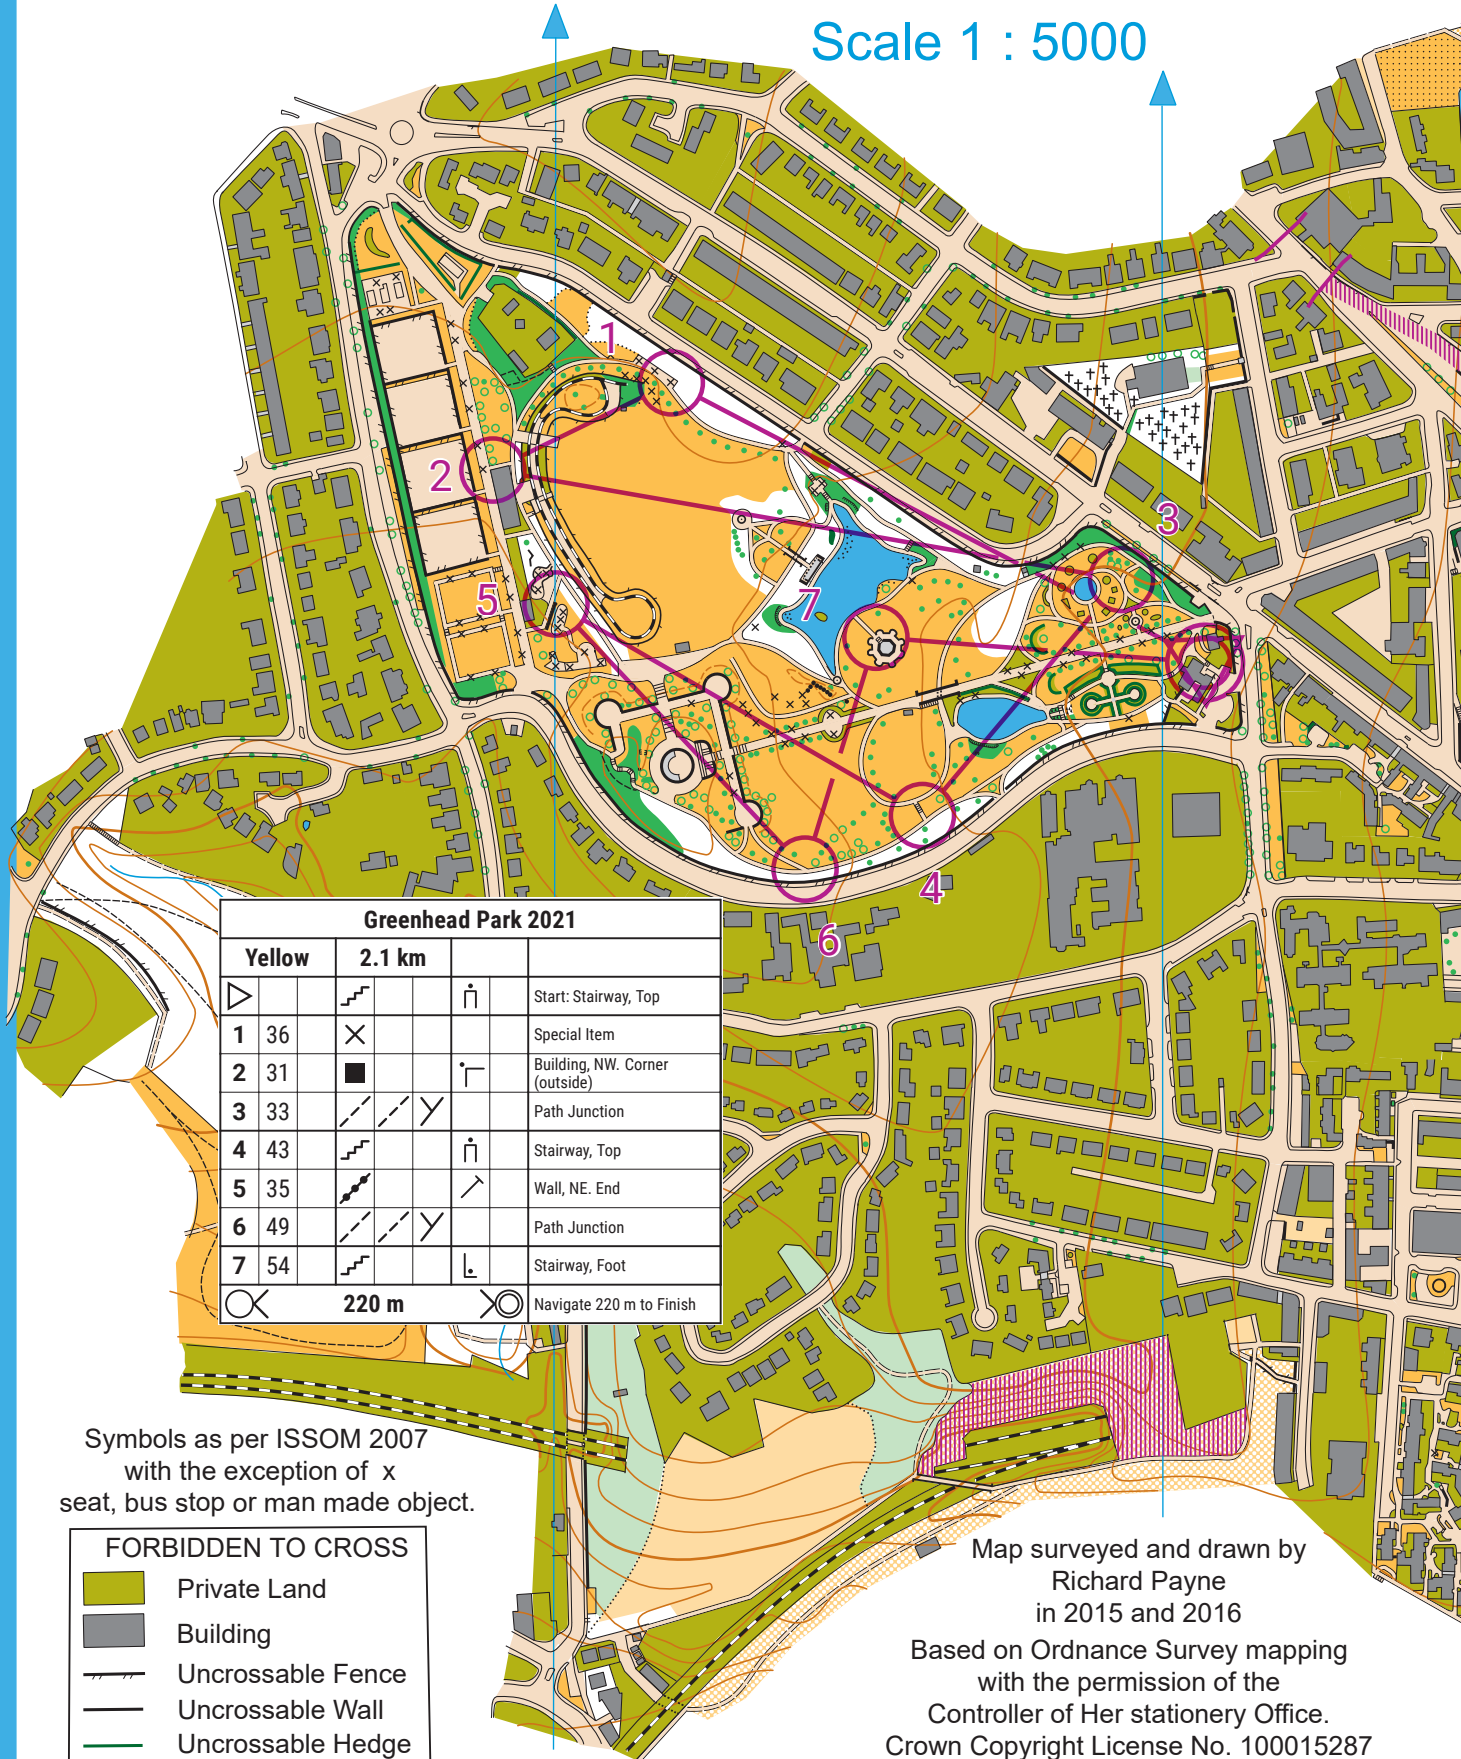 Scale 1 : 5000
1
2
3
5
7
4
6
Greenhead Park 2021
Yellow 2.1 km
Start: Stairway, Top
1 36 Special Item
2 31 Building, NW. Corner
(outside)
3 33 Path Junction
4 43 Stairway, Top
5 35 Wall, NE. End
6 49 Path Junction
7 54 Stairway, Foot
220 m Navigate 220 m to Finish
Symbols as per ISSOM 2007
with the exception of x
seat, bus stop or man made object.
FORBIDDEN TO CROSS
Private Land
Building
Uncrossable Fence
Uncrossable Wall
Uncrossable Hedge
Map surveyed and drawn by
Richard Payne
in 2015 and 2016
Based on Ordnance Survey mapping
with the permission of the
Controller of Her stationery Office.
Crown Copyright License No. 100015287